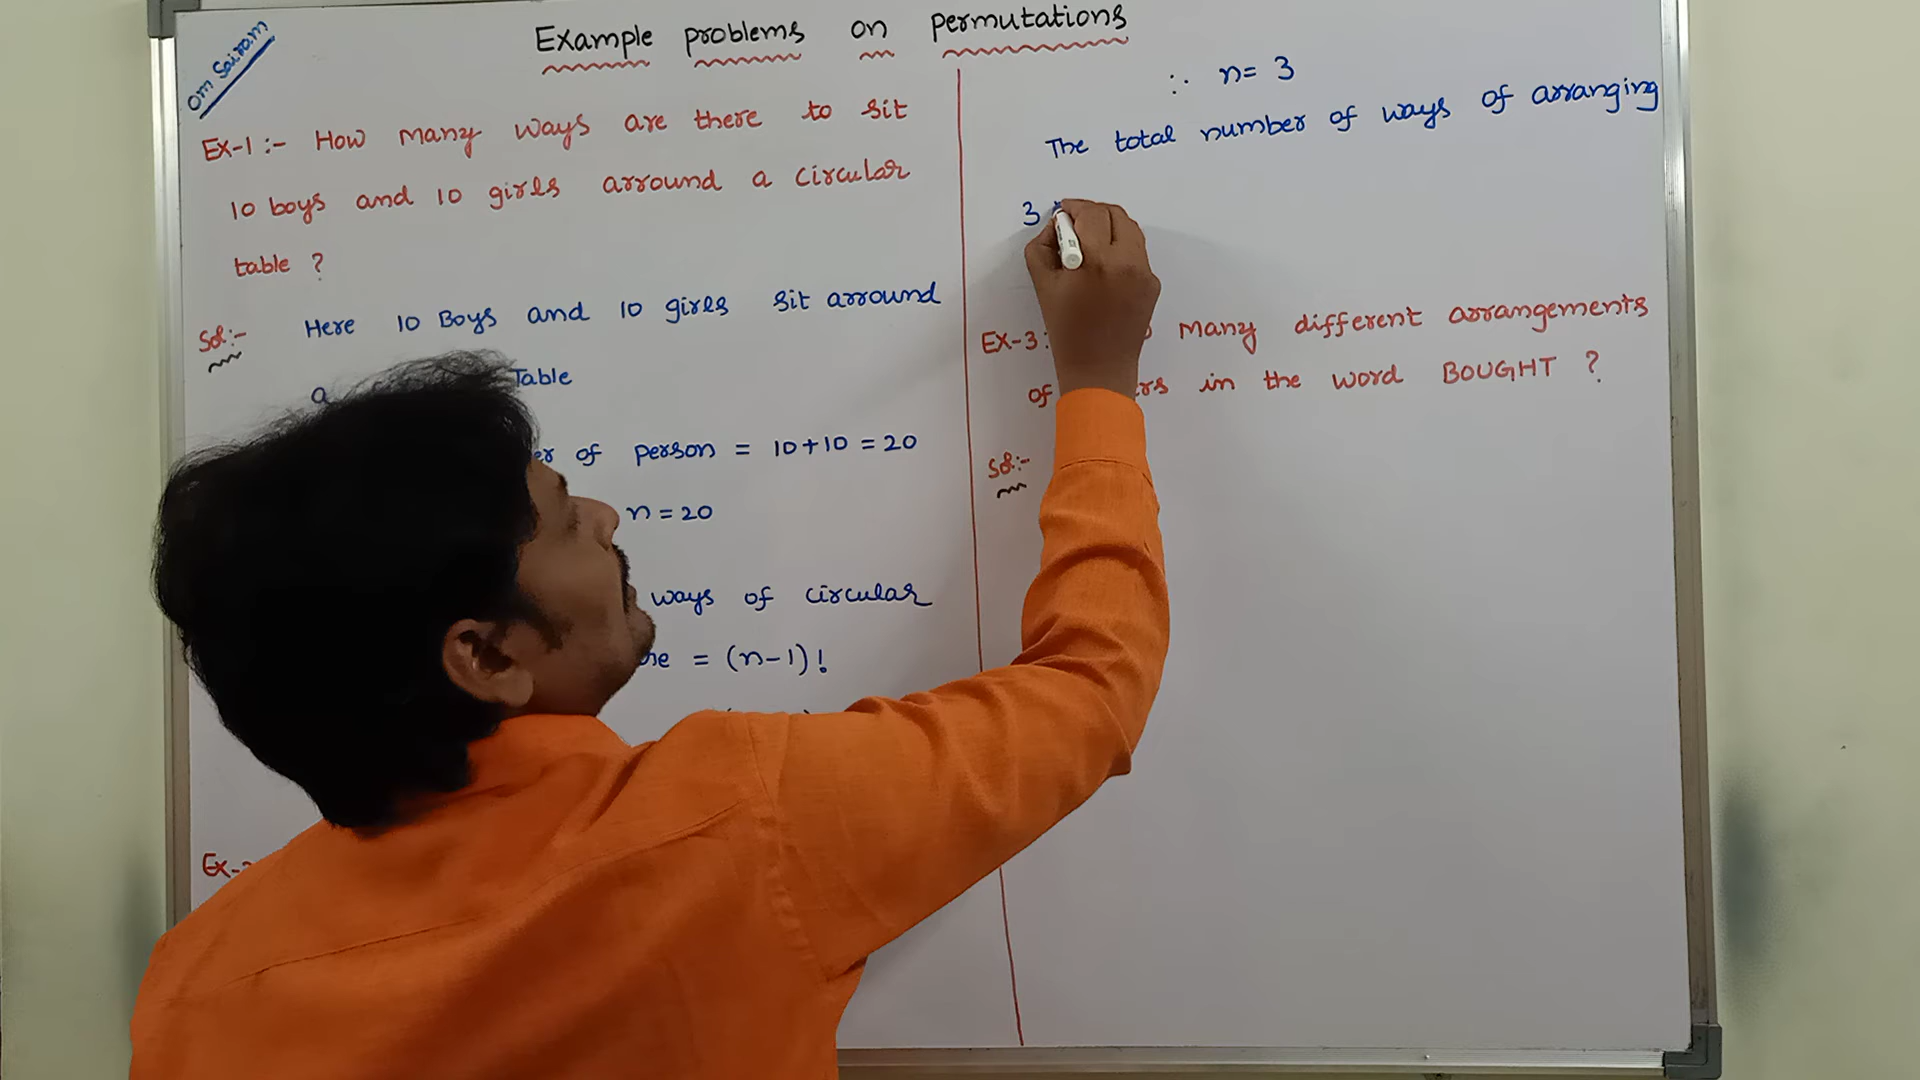 Om Sairam
Example problems on permutations
Ex-1:- How many ways are there to sit
10 boys and 10 girls arround a circular
table ?
Sol:- Here 10 Boys and 10 girls sit arround
a Table
of person = 10+10 = 20
n = 20
ways of circular
= (n-1)!
Ex-
∴ n= 3
The total number of ways of arranging
3
Ex-3: many different arrangements
of in the word BOUGHT ?
Sol:-